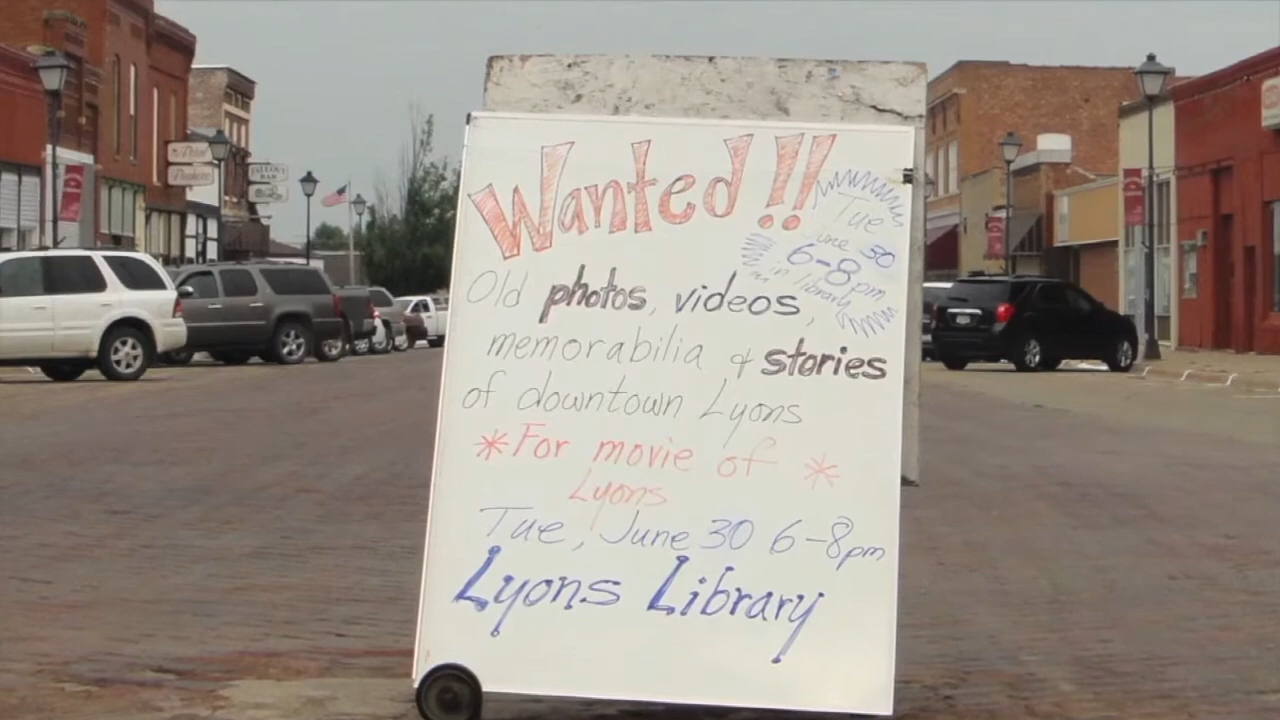 Wanted!!
Tue
June 30
6-8 pm
in library
Old photos, videos,
memorabilia & stories
of downtown Lyons
*For movie of *
Lyons
Tue, June 30 6-8pm
Lyons Library